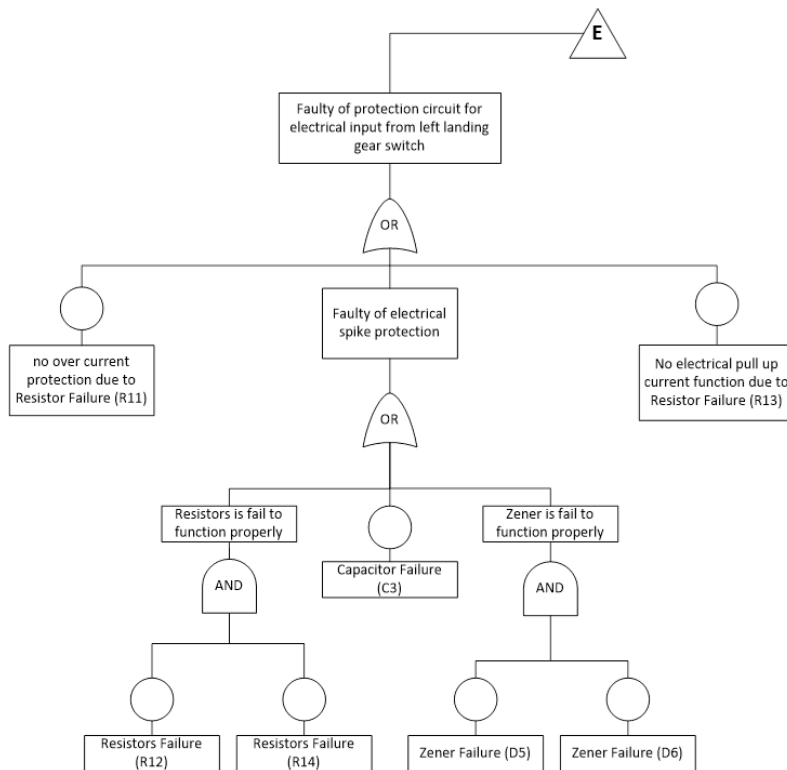 E
Faulty of protection circuit for
electrical input from left landing
gear switch
OR
no over current
protection due to
Resistor Failure (R11)
Faulty of electrical
spike protection
No electrical pull up
current function due to
Resistor Failure (R13)
OR
Resistors is fail to
function properly
Capacitor Failure
(C3)
Zener is fail to
function properly
AND
AND
Resistors Failure
(R12)
Resistors Failure
(R14)
Zener Failure (D5)
Zener Failure (D6)